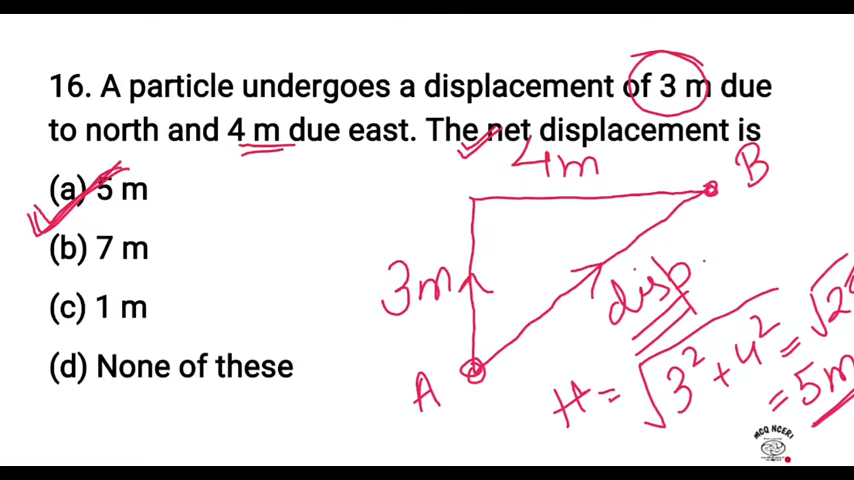 16. A particle undergoes a displacement of 3 m due
to north and 4 m due east. The net displacement is
(a) 5 m
(b) 7 m
(c) 1 m
(d) None of these
4m
B
3m
disp.
A
H = √3² + 4² = √2
= 5m
MCQ NCERT